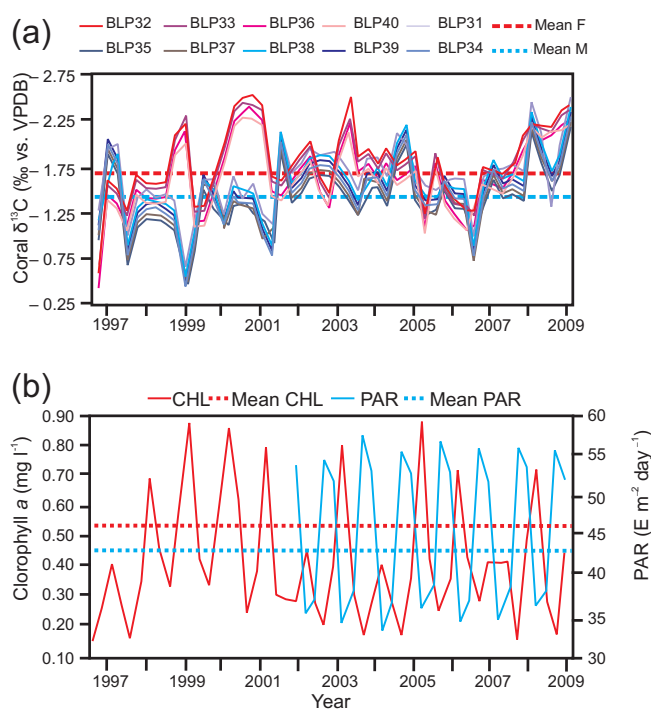 (a)
BLP32 BLP33 BLP36 BLP40 BLP31 Mean F
BLP35 BLP37 BLP38 BLP39 BLP34 Mean M
Coral δ¹³C (‰ vs. VPDB)
– 2.75
– 2.25
– 1.75
– 1.25
– 0.75
– 0.25
1997 1999 2001 2003 2005 2007 2009
(b)
CHL Mean CHL PAR Mean PAR
Clorophyll a (mg l⁻¹)
0.90
0.80
0.70
0.60
0.50
0.40
0.30
0.20
0.10
60
55
50
45
40
35
30
PAR (E m⁻² day⁻¹)
1997 1999 2001 2003 2005 2007 2009
Year